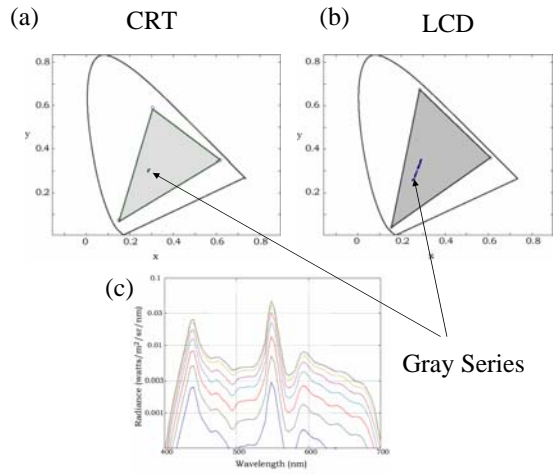 (a) CRT
(b) LCD
0.8
0.6
y
0.4
0.2
0 0.2 0.4 0.6 0.8
x
0.8
0.6
y
0.4
0.2
0 0.2 0.4 0.6 0.8
x
(c)
0.1
0.03
0.01
0.003
0.001
Radiance (watts/m²/sr/nm)
400 500 600 700
Wavelength (nm)
Gray Series